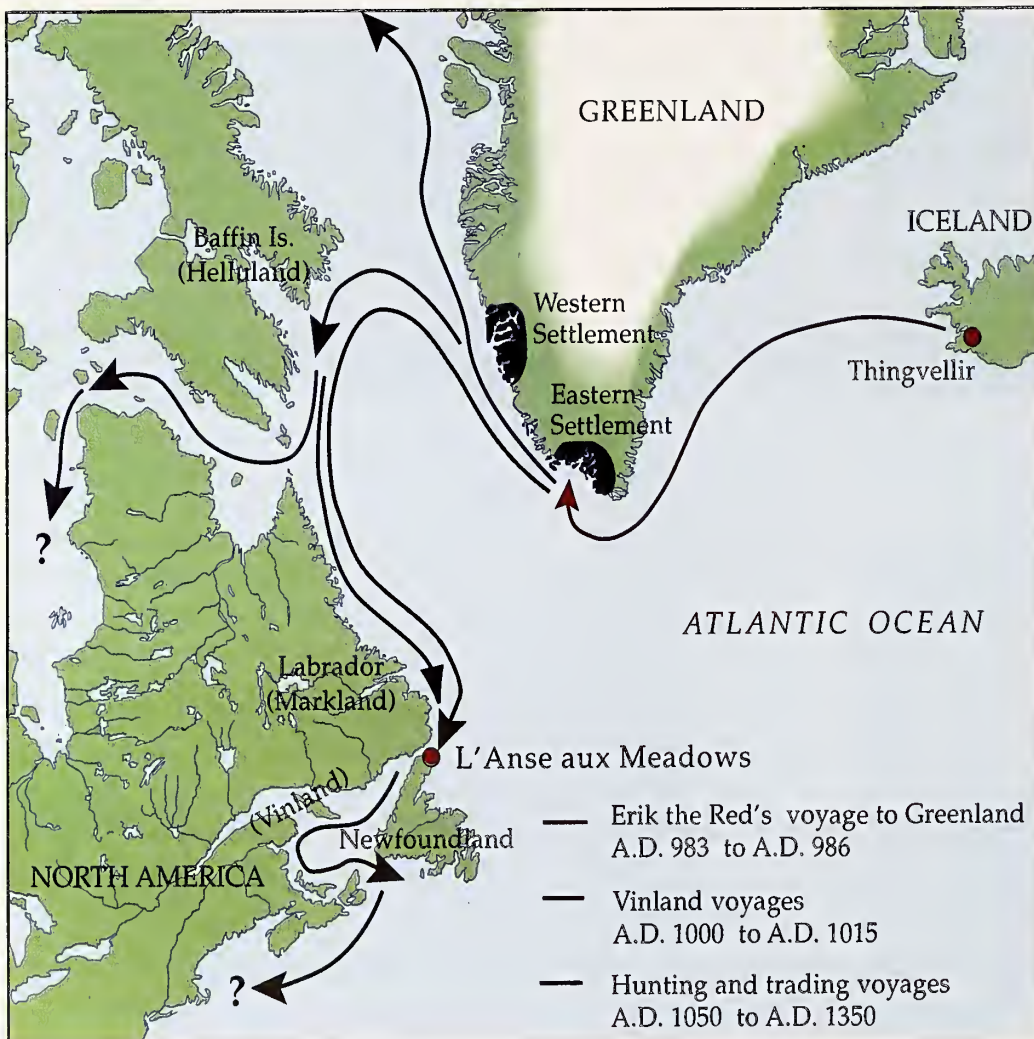 GREENLAND
ICELAND
Baffin Is.
(Helluland)
Western
Settlement
Thingvellir
Eastern
Settlement
?
ATLANTIC OCEAN
Labrador
(Markland)
L'Anse aux Meadows
(Vinland)
Newfoundland
NORTH AMERICA
?
Erik the Red's voyage to Greenland
A.D. 983 to A.D. 986
Vinland voyages
A.D. 1000 to A.D. 1015
Hunting and trading voyages
A.D. 1050 to A.D. 1350